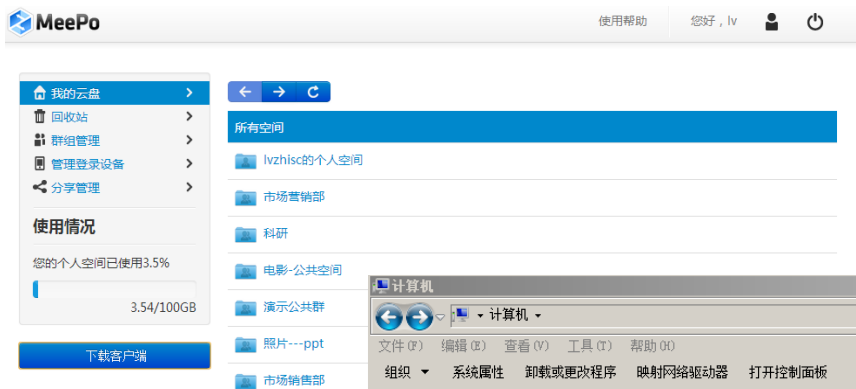 MeePo
使用帮助 您好，lv
我的云盘
回收站
群组管理
管理登录设备
分享管理
使用情况
您的个人空间已使用3.5%
3.54/100GB
下载客户端
所有空间
lvzhisc的个人空间
市场营销部
科研
电影-公共空间
演示公共群
照片---ppt
市场销售部
计算机
计算机
文件(F) 编辑(E) 查看(V) 工具(T) 帮助(H)
组织 系统属性 卸载或更改程序 映射网络驱动器 打开控制面板